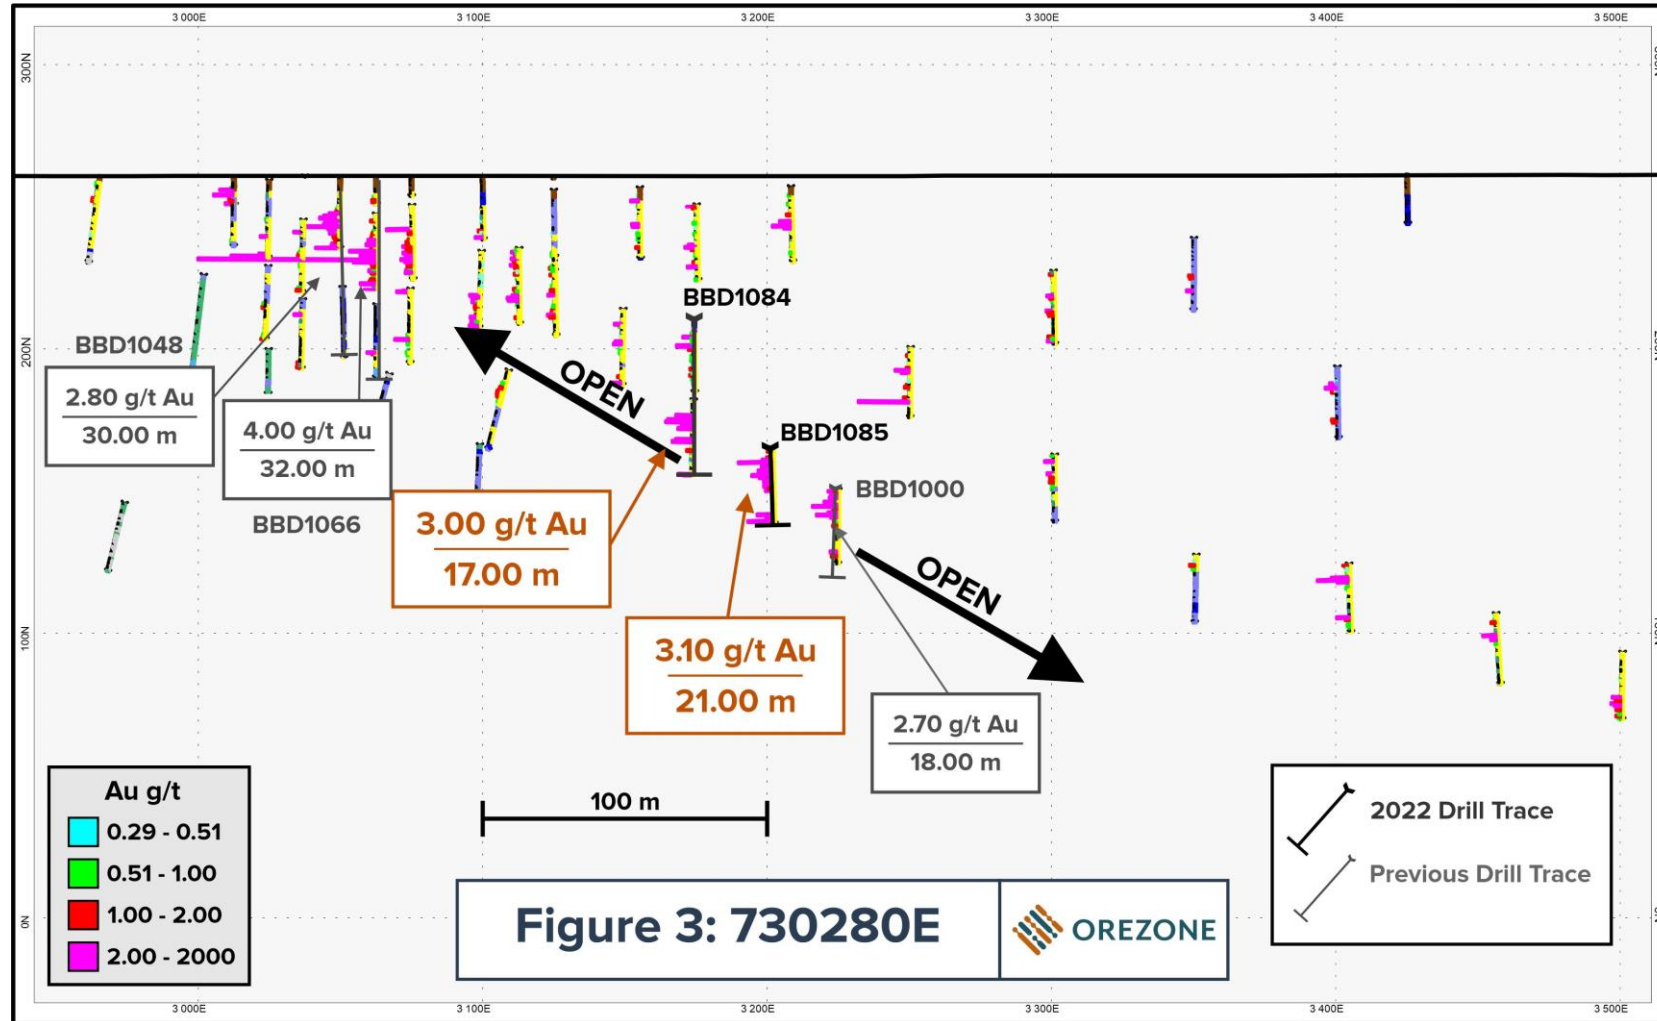 3 000E
3 100E
3 200E
3 300E
3 400E
3 500E
300N
200N
100N
0N
BBD1084
BBD1048
2.80 g/t Au
30.00 m
4.00 g/t Au
32.00 m
BBD1066
OPEN
BBD1085
BBD1000
3.00 g/t Au
17.00 m
OPEN
3.10 g/t Au
21.00 m
2.70 g/t Au
18.00 m
100 m
Au g/t
0.29 - 0.51
0.51 - 1.00
1.00 - 2.00
2.00 - 2000
2022 Drill Trace
Previous Drill Trace
Figure 3: 730280E
OREZONE
3 000E
3 100E
3 200E
3 300E
3 400E
3 500E